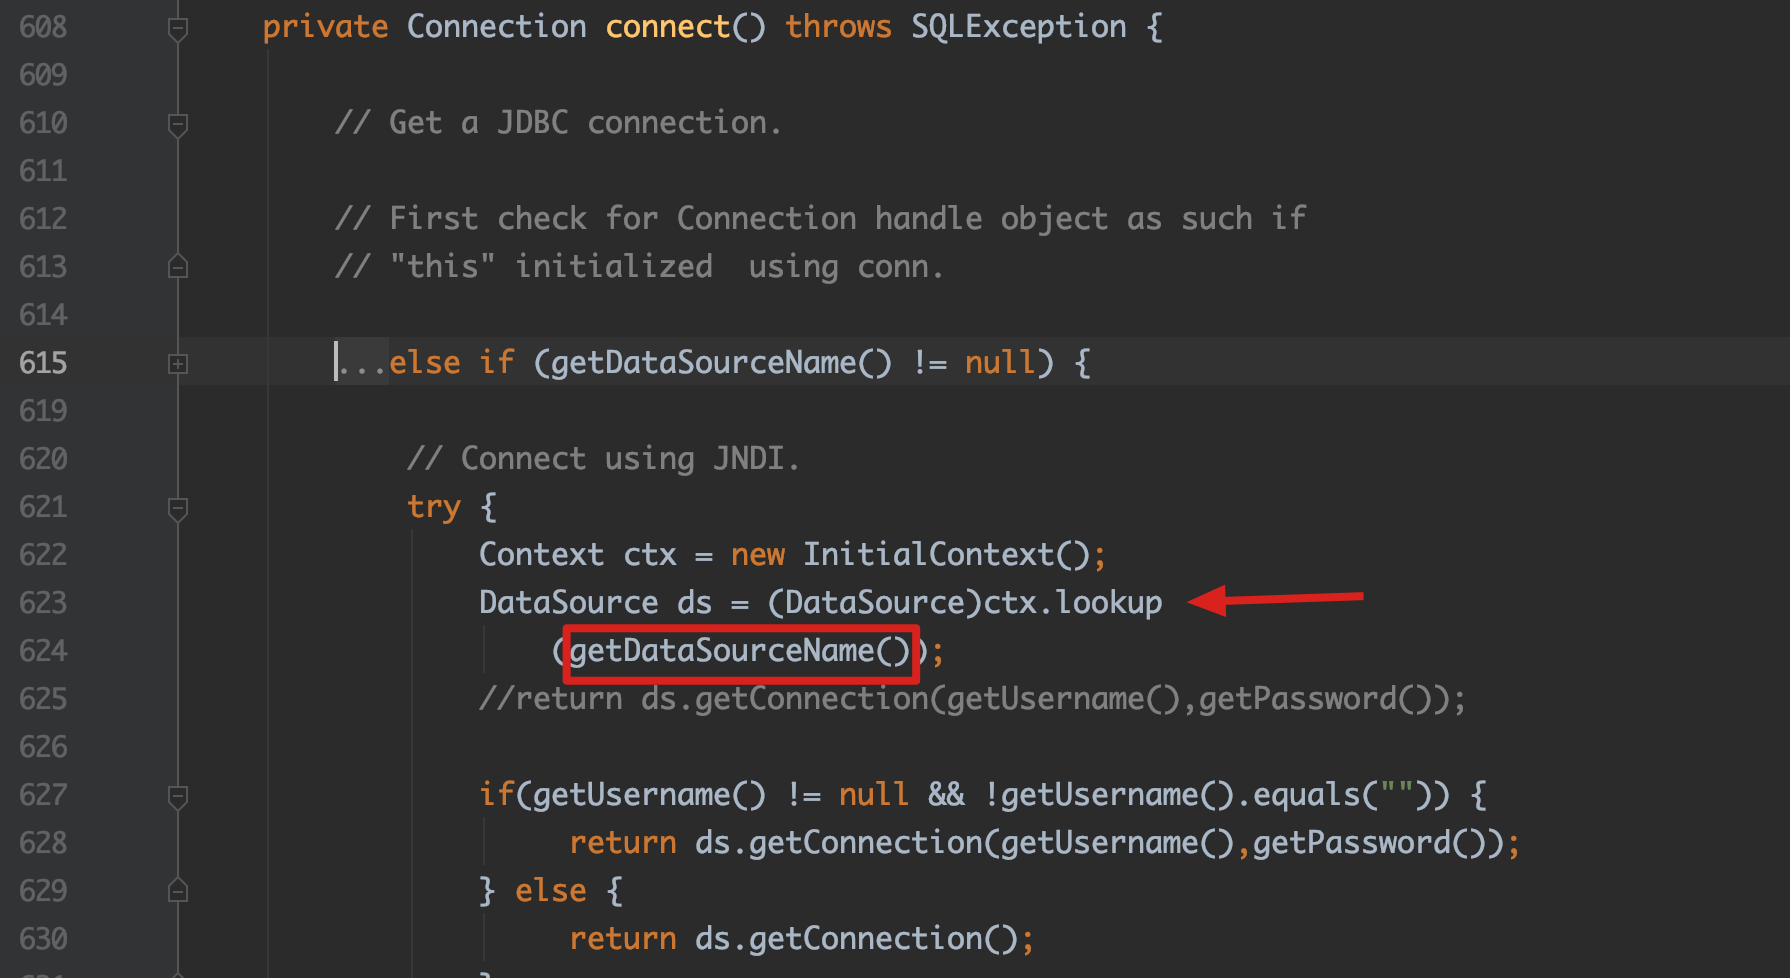 608 private Connection connect() throws SQLException {
609
610 // Get a JDBC connection.
611
612 // First check for Connection handle object as such if
613 // "this" initialized  using conn.
614
615 ...else if (getDataSourceName() != null) {
619
620 // Connect using JNDI.
621 try {
622 Context ctx = new InitialContext();
623 DataSource ds = (DataSource)ctx.lookup
624 (getDataSourceName());
625 //return ds.getConnection(getUsername(),getPassword());
626
627 if(getUsername() != null && !getUsername().equals("")) {
628 return ds.getConnection(getUsername(),getPassword());
629 } else {
630 return ds.getConnection();